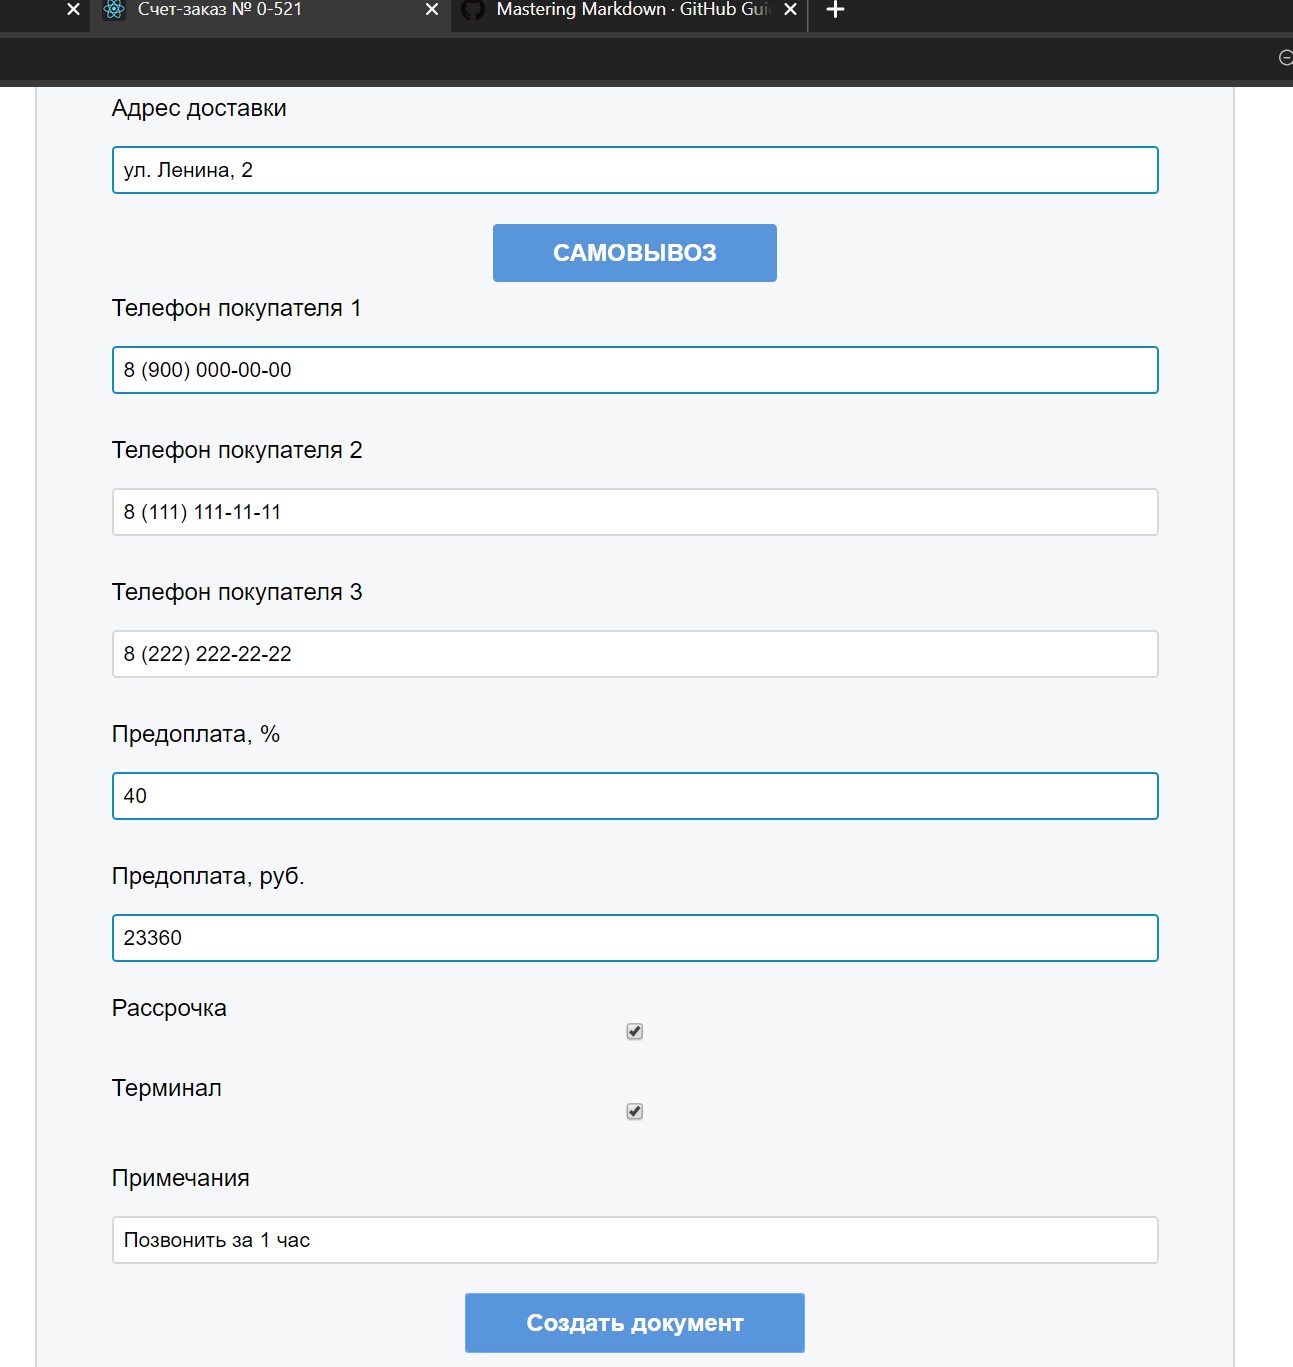 Счет-заказ № 0-521
Mastering Markdown · GitHub Gui
Адрес доставки
ул. Ленина, 2
САМОВЫВОЗ
Телефон покупателя 1
8 (900) 000-00-00
Телефон покупателя 2
8 (111) 111-11-11
Телефон покупателя 3
8 (222) 222-22-22
Предоплата, %
40
Предоплата, руб.
23360
Рассрочка
Терминал
Примечания
Позвонить за 1 час
Создать документ